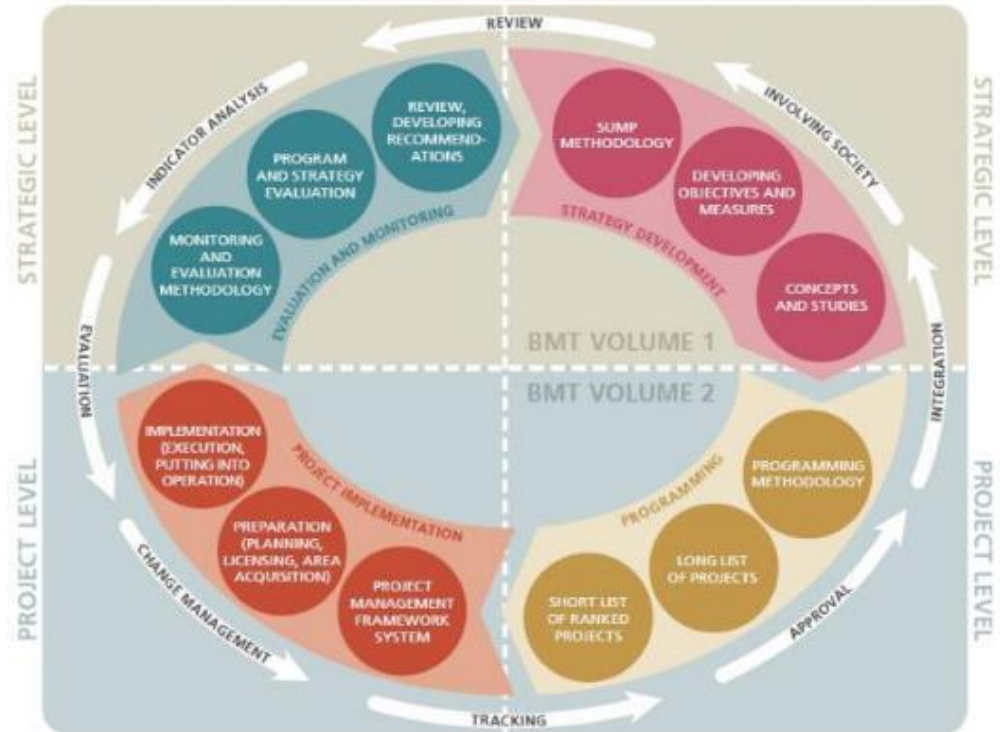 REVIEW
STRATEGIC LEVEL
INDICATOR ANALYSIS
REVIEW,
DEVELOPING
RECOMMEND-
ATIONS
PROGRAM
AND STRATEGY
EVALUATION
MONITORING
AND
EVALUATION
METHODOLOGY
EVALUATION AND MONITORING
SUMP
METHODOLOGY
DEVELOPING
OBJECTIVES AND
MEASURES
CONCEPTS
AND STUDIES
STRATEGY DEVELOPMENT
INVOLVING SOCIETY
STRATEGIC LEVEL
BMT VOLUME 1
BMT VOLUME 2
EVALUATION
INTEGRATION
PROJECT LEVEL
IMPLEMENTATION
(EXECUTION,
PUTTING INTO
OPERATION)
PREPARATION
(PLANNING,
LICENSING, AREA
ACQUISITION)
PROJECT
MANAGEMENT
FRAMEWORK
SYSTEM
PROJECT IMPLEMENTATION
CHANGE MANAGEMENT
PROGRAMMING
PROGRAMMING
METHODOLOGY
LONG LIST
OF PROJECTS
SHORT LIST
OF RANKED
PROJECTS
APPROVAL
PROJECT LEVEL
TRACKING